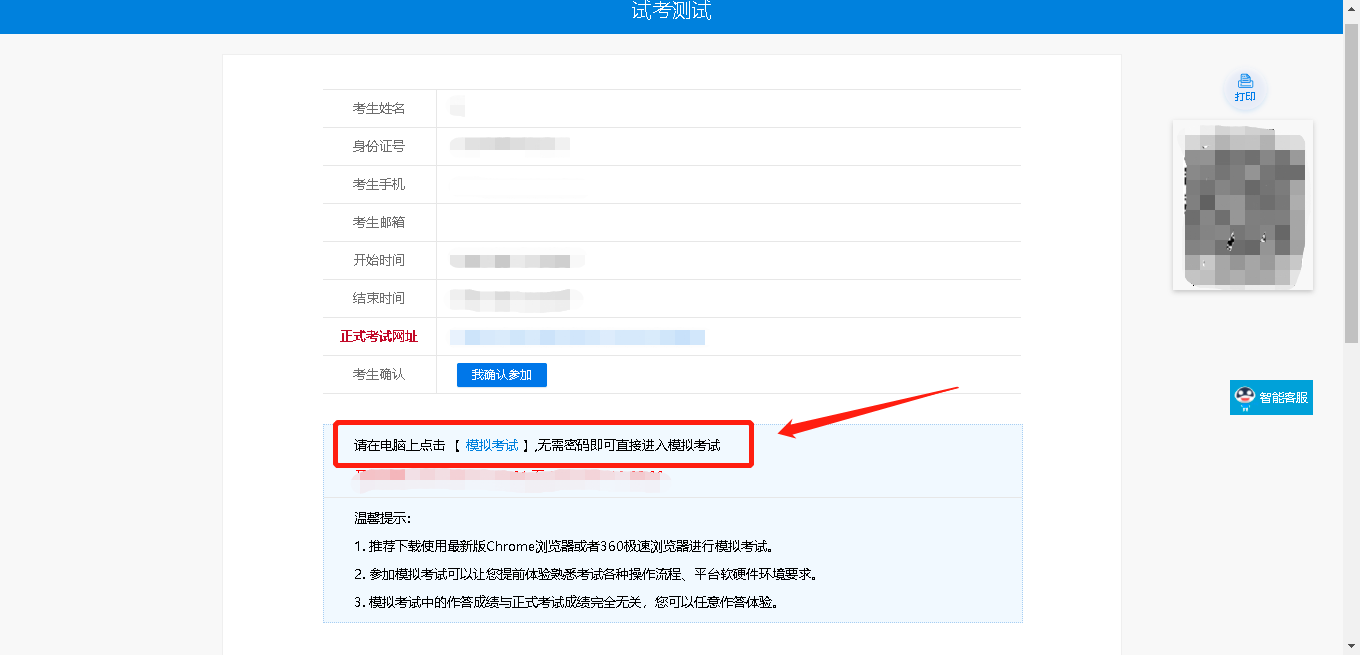 试考测试
打印
考生姓名
身份证号
考生手机
考生邮箱
开始时间
结束时间
正式考试网址
考生确认 我确认参加
智能客服
请在电脑上点击 【 模拟考试 】,无需密码即可直接进入模拟考试
温馨提示：
1. 推荐下载使用最新版Chrome浏览器或者360极速浏览器进行模拟考试。
2. 参加模拟考试可以让您提前体验熟悉考试各种操作流程、平台软硬件环境要求。
3. 模拟考试中的作答成绩与正式考试成绩完全无关，您可以任意作答体验。